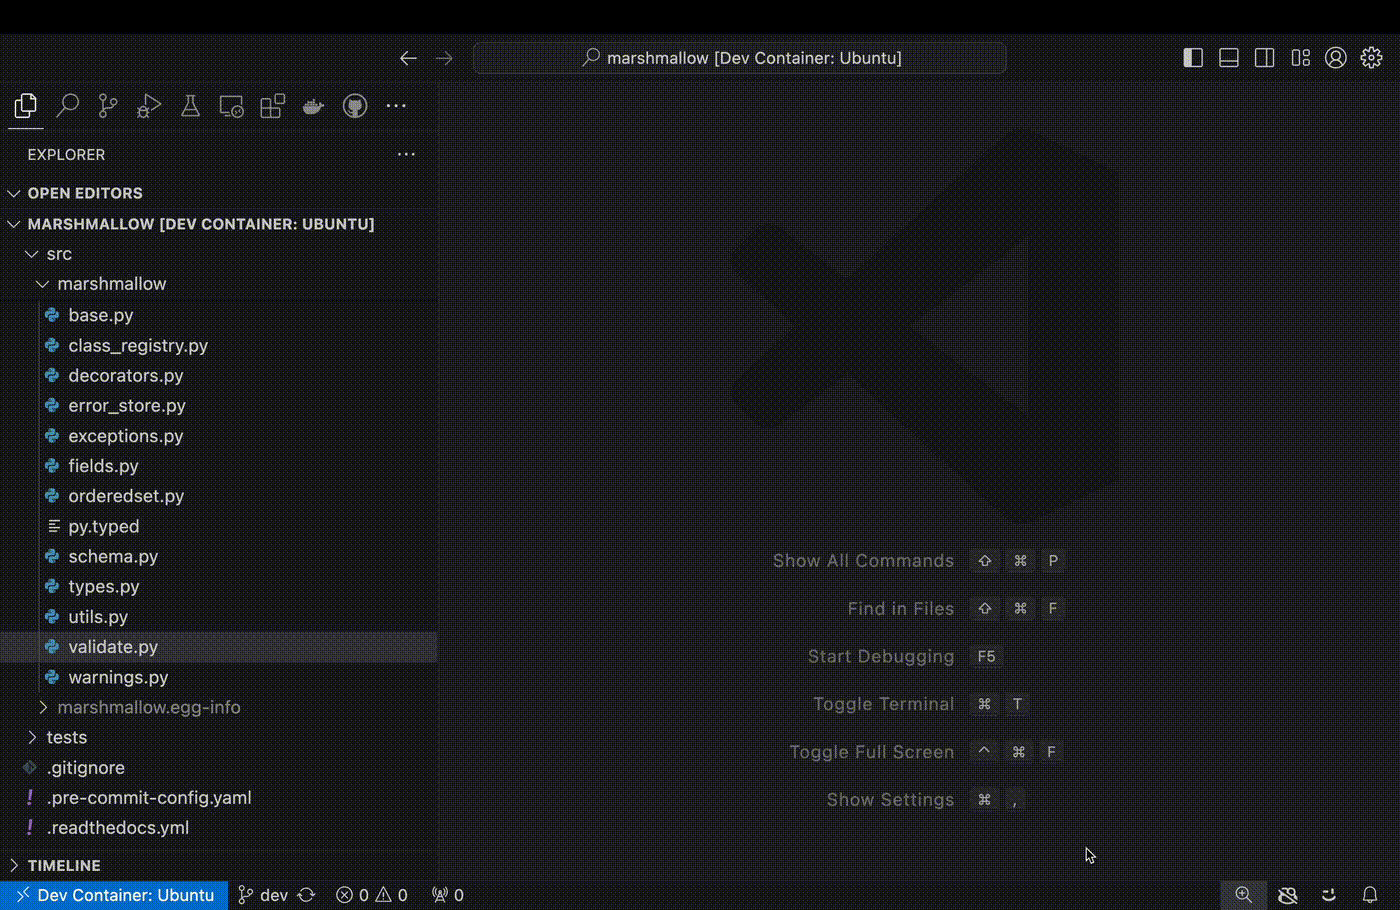 marshmallow [Dev Container: Ubuntu]
EXPLORER
OPEN EDITORS
MARSHMALLOW [DEV CONTAINER: UBUNTU]
src
marshmallow
base.py
class_registry.py
decorators.py
error_store.py
exceptions.py
fields.py
orderedset.py
py.typed
schema.py
types.py
utils.py
validate.py
warnings.py
marshmallow.egg-info
tests
.gitignore
.pre-commit-config.yaml
.readthedocs.yml
TIMELINE
Show All Commands ⇧ ⌘ P
Find in Files ⇧ ⌘ F
Start Debugging F5
Toggle Terminal ⌘ T
Toggle Full Screen ^ ⌘ F
Show Settings ⌘ ,
Dev Container: Ubuntu dev 0 0 0